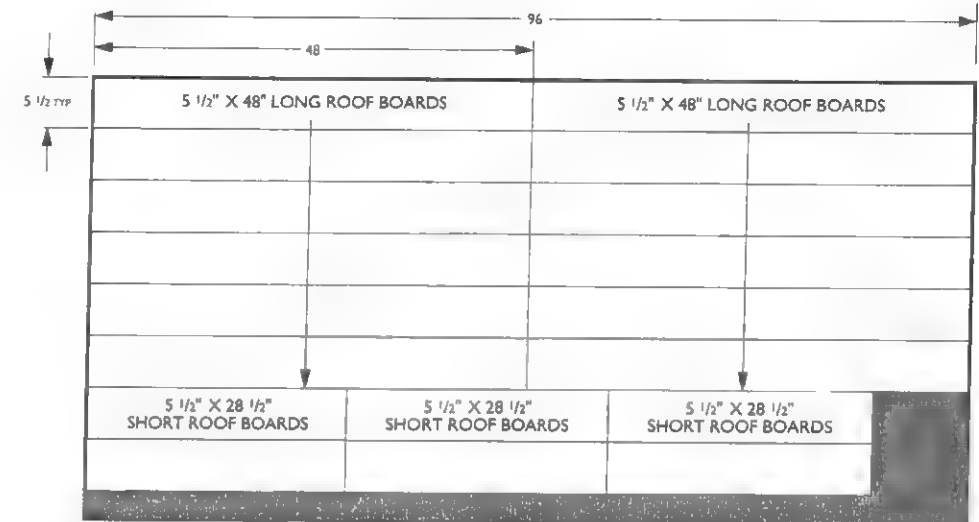 96
48
5 1/2 TYP
5 1/2" X 48" LONG ROOF BOARDS
5 1/2" X 48" LONG ROOF BOARDS
5 1/2" X 28 1/2"
SHORT ROOF BOARDS
5 1/2" X 28 1/2"
SHORT ROOF BOARDS
5 1/2" X 28 1/2"
SHORT ROOF BOARDS